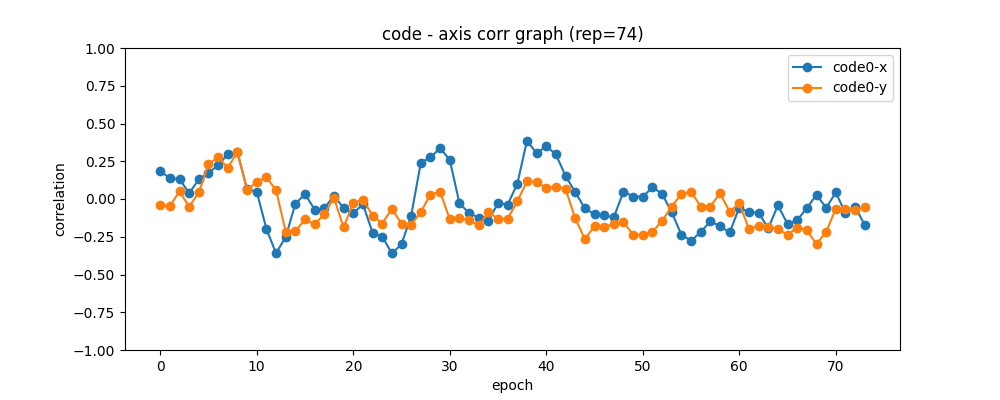 code - axis corr graph (rep=74)
1.00
0.75
0.50
0.25
0.00
−0.25
−0.50
−0.75
−1.00
correlation
code0-x
code0-y
0 10 20 30 40 50 60 70
epoch